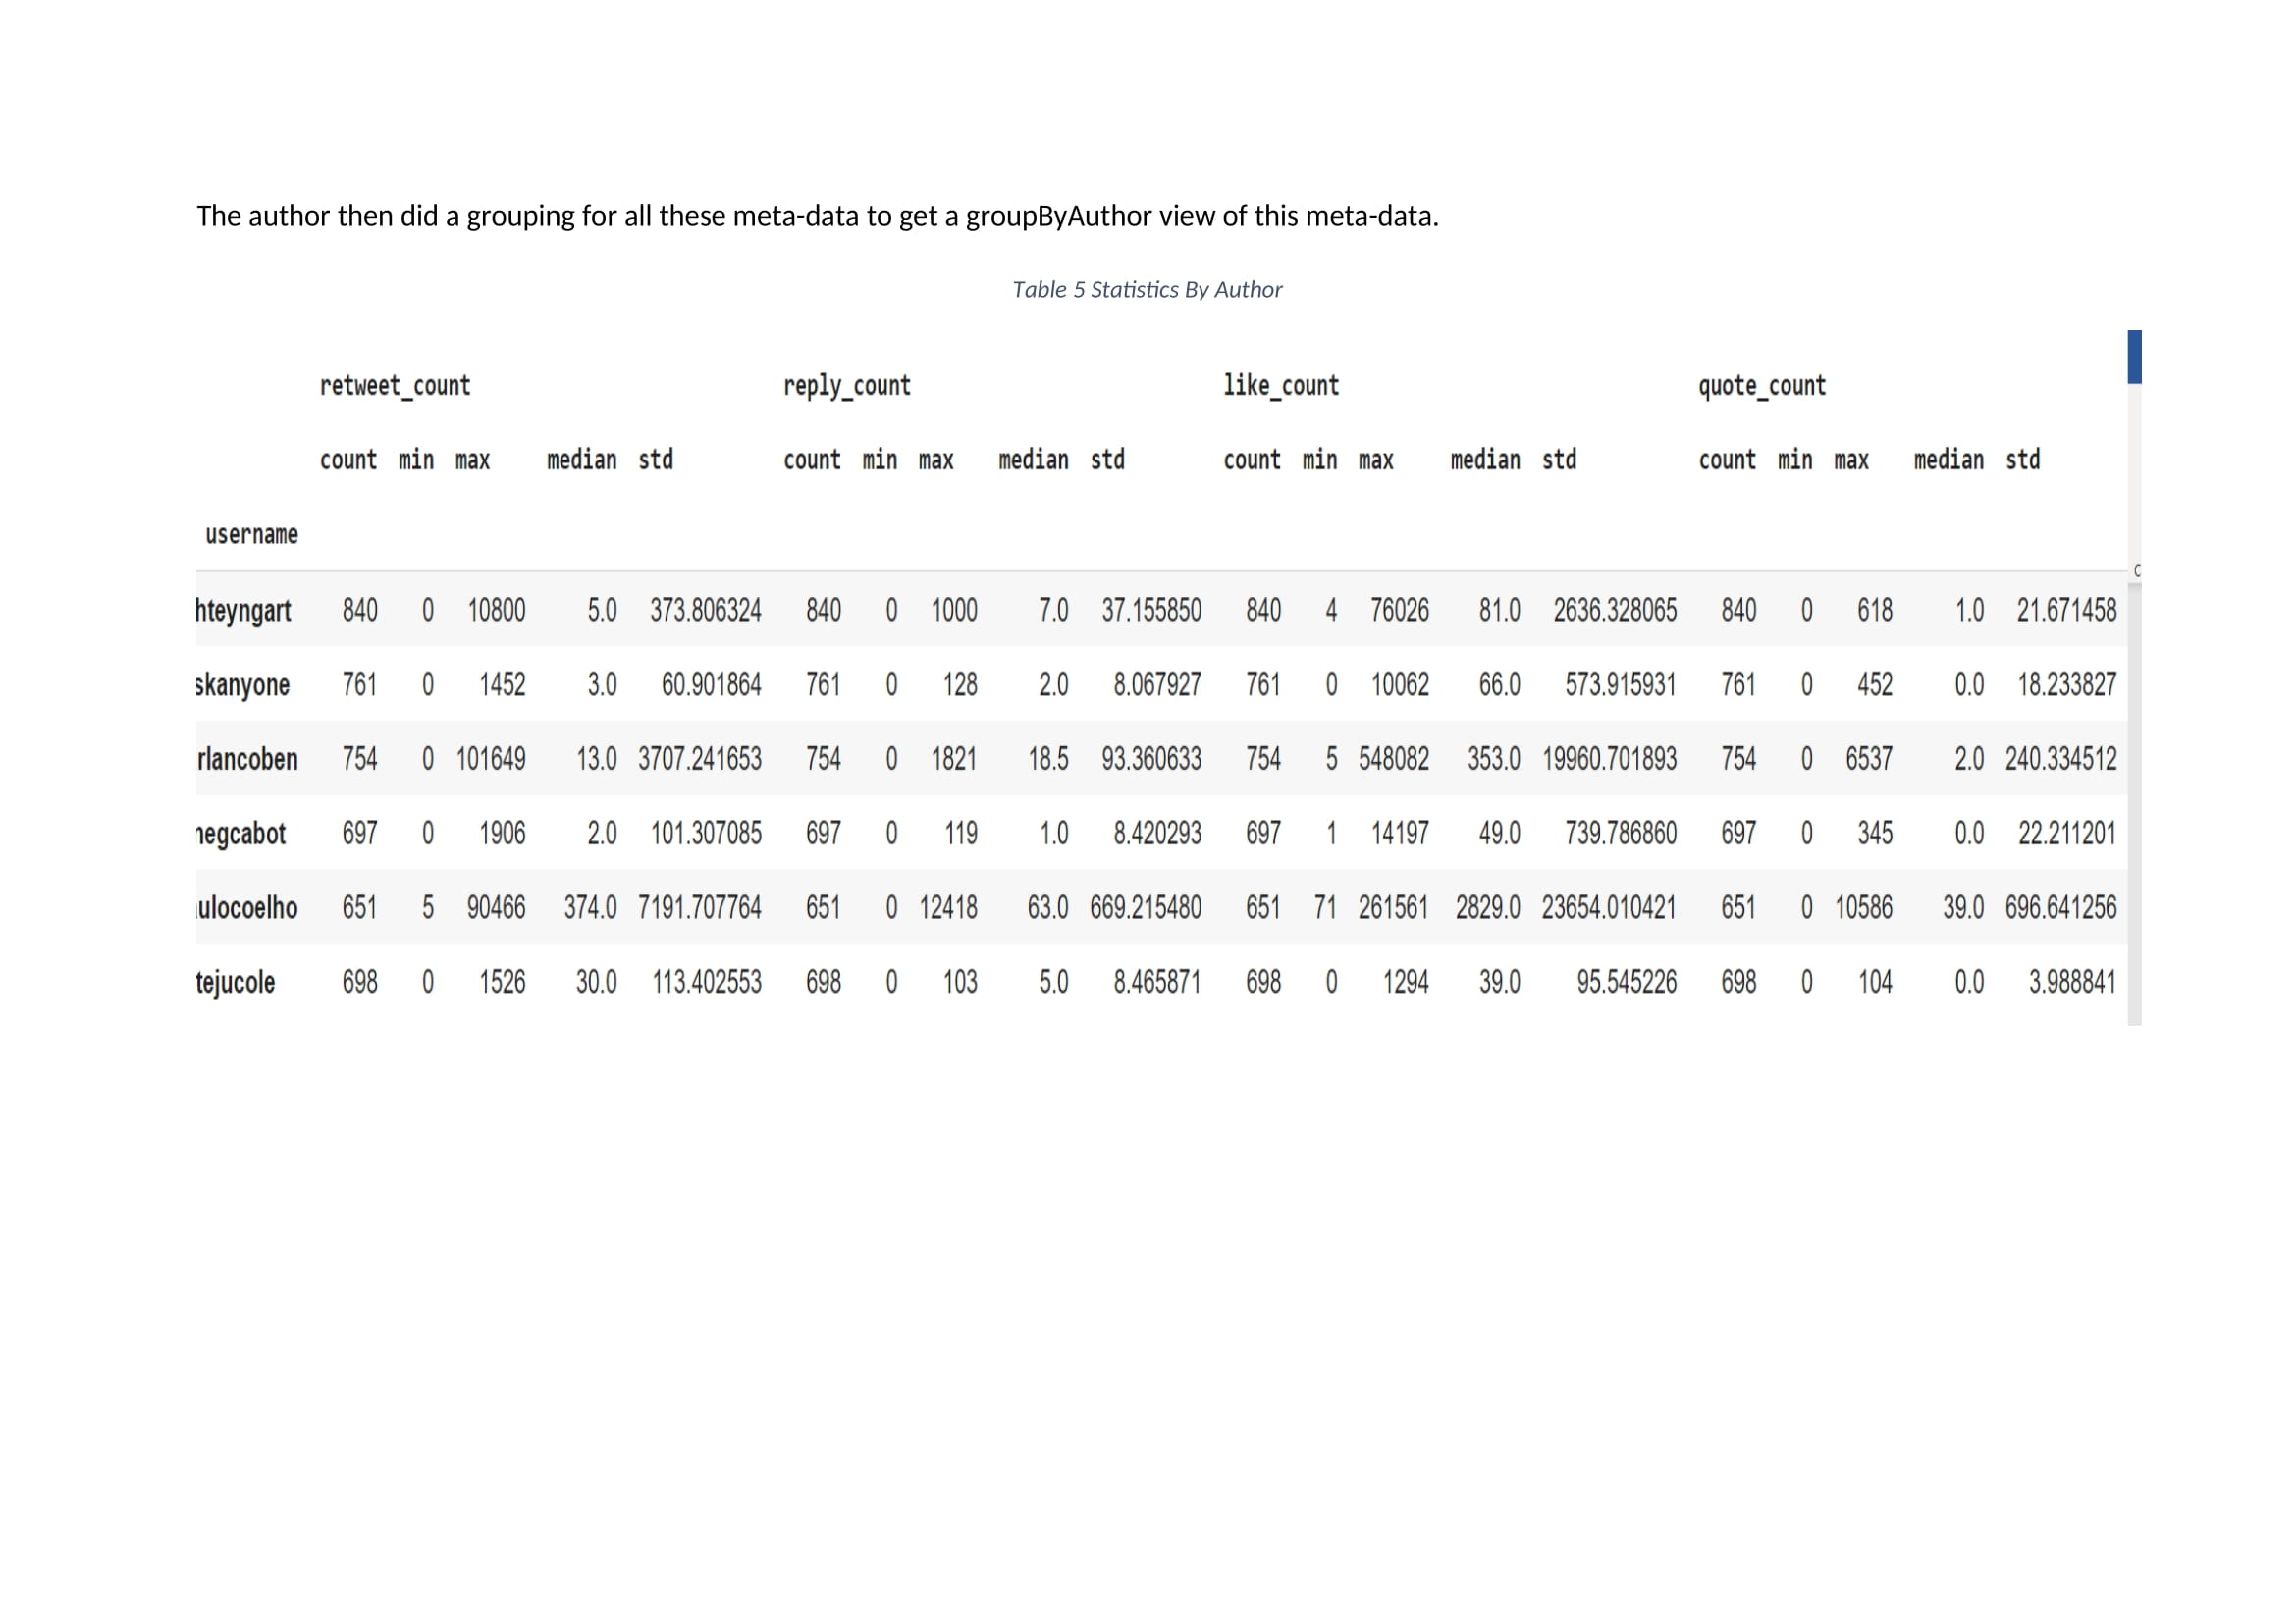 The author then did a grouping for all these meta-data to get a groupByAuthor view of this meta-data.
Table 5 Statistics By Author
retweet_count reply_count like_count quote_count
count min max median std count min max median std count min max median std count min max median std
username
hteyngart 840 0 10800 5.0 373.806324 840 0 1000 7.0 37.155850 840 4 76026 81.0 2636.328065 840 0 618 1.0 21.671458
skanyone 761 0 1452 3.0 60.901864 761 0 128 2.0 8.067927 761 0 10062 66.0 573.915931 761 0 452 0.0 18.233827
rlancoben 754 0 101649 13.0 3707.241653 754 0 1821 18.5 93.360633 754 5 548082 353.0 19960.701893 754 0 6537 2.0 240.334512
negcabot 697 0 1906 2.0 101.307085 697 0 119 1.0 8.420293 697 1 14197 49.0 739.786860 697 0 345 0.0 22.211201
ulocoelho 651 5 90466 374.0 7191.707764 651 0 12418 63.0 669.215480 651 71 261561 2829.0 23654.010421 651 0 10586 39.0 696.641256
tejucole 698 0 1526 30.0 113.402553 698 0 103 5.0 8.465871 698 0 1294 39.0 95.545226 698 0 104 0.0 3.988841